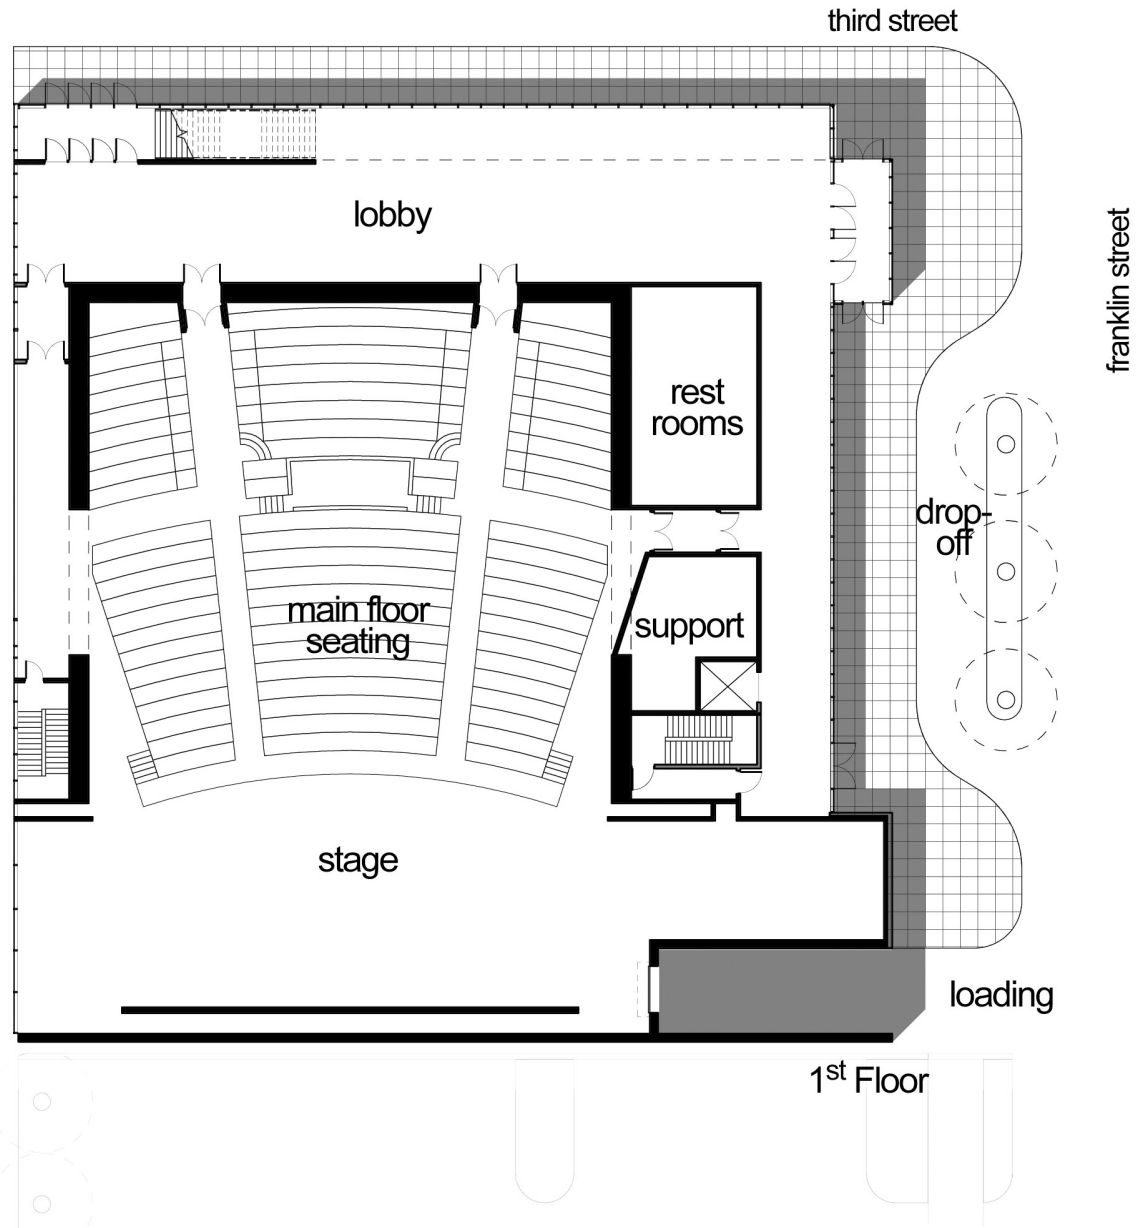 third street
franklin street
lobby
rest
rooms
drop-
off
main floor
seating
support
stage
loading
1st Floor